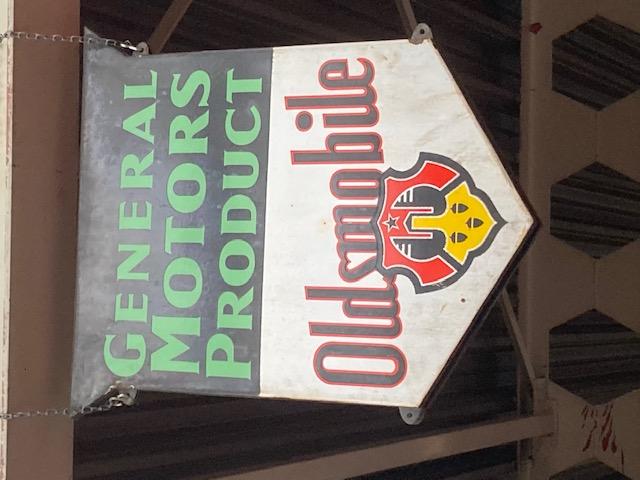 GENERAL
MOTORS
PRODUCT
Oldsmobile